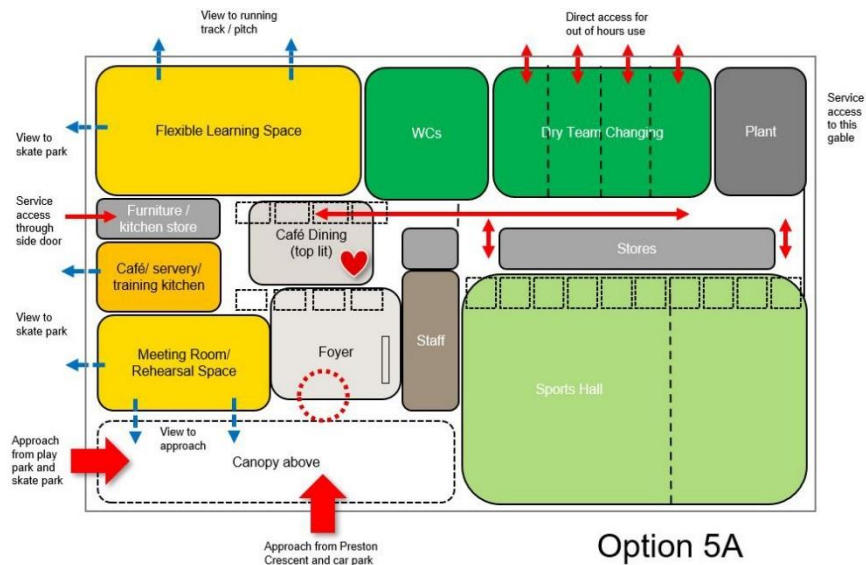 View to running
track / pitch
Direct access for
out of hours use
Flexible Learning Space
WCs
Dry Team Changing
Plant
Service
access
to this
gable
View to
skate park
Service
access
through
side door
Furniture /
kitchen store
Café Dining
(top lit)
Stores
Café/ servery/
training kitchen
View to
skate park
Meeting Room/
Rehearsal Space
Foyer
Staff
Sports Hall
View to
approach
Approach
from play
park and
skate park
Canopy above
Approach from Preston
Crescent and car park
Option 5A